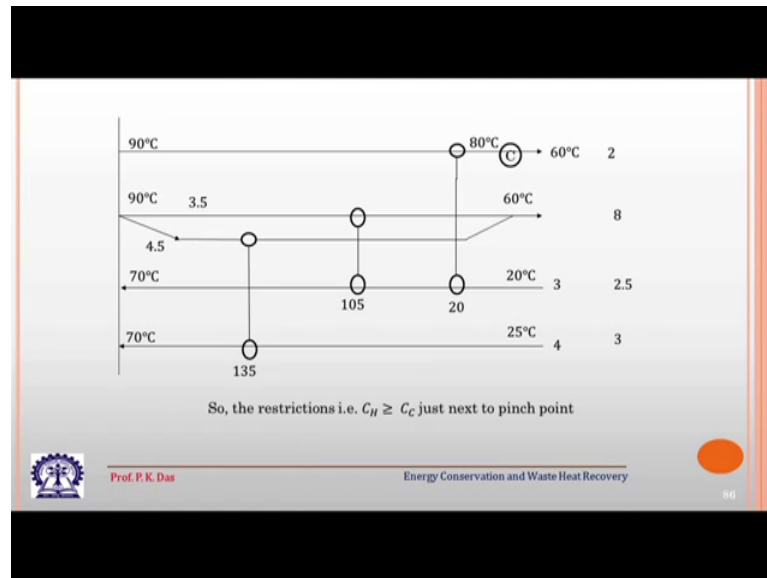 90°C 80°C C 60°C 2
90°C 3.5 60°C 8
4.5
70°C 20°C 3 2.5
105 20
70°C 25°C 4 3
135
So, the restrictions i.e. C_H ≥ C_C just next to pinch point
Prof. P. K. Das Energy Conservation and Waste Heat Recovery
86